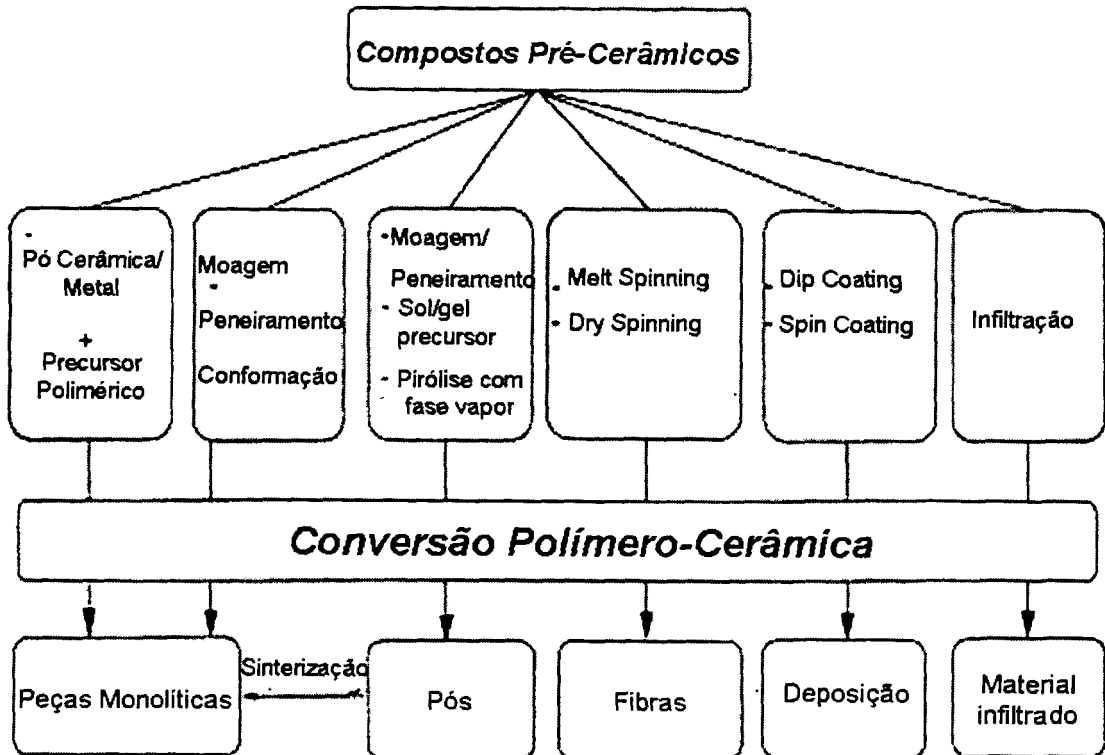 Compostos Pré-Cerâmicos
-
Pó Cerâmica/
Metal
+
Precursor
Polimérico
Moagem
-
Peneiramento
Conformação
-Moagem/
Peneiramento
- Sol/gel
precursor
- Pirólise com
fase vapor
- Melt Spinning
- Dry Spinning
- Dip Coating
- Spin Coating
Infiltração
Conversão Polímero-Cerâmica
Peças Monolíticas
Sinterização
Pós
Fibras
Deposição
Material
infiltrado